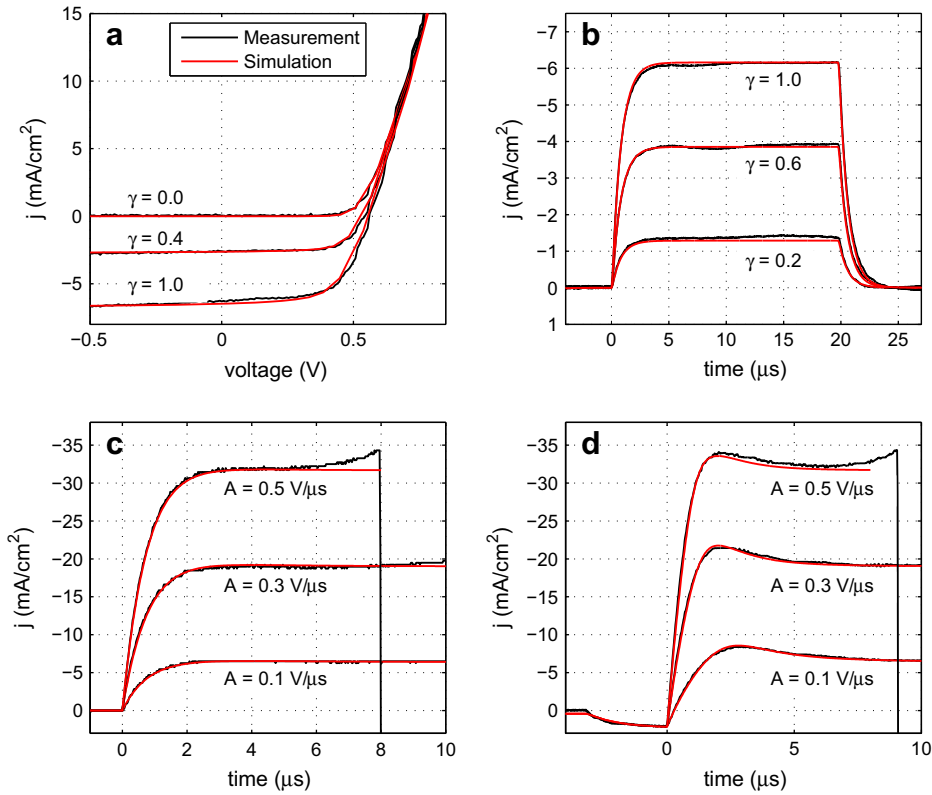 a
Measurement
Simulation
15
10
5
0
−5
j (mA/cm²)
γ = 0.0
γ = 0.4
γ = 1.0
−0.5
0
0.5
voltage (V)
b
−7
−6
−5
−4
−3
−2
−1
0
1
j (mA/cm²)
γ = 1.0
γ = 0.6
γ = 0.2
0
5
10
15
20
25
time (μs)
c
−35
−30
−25
−20
−15
−10
−5
0
j (mA/cm²)
A = 0.5 V/μs
A = 0.3 V/μs
A = 0.1 V/μs
0
2
4
6
8
10
time (μs)
d
−35
−30
−25
−20
−15
−10
−5
0
j (mA/cm²)
A = 0.5 V/μs
A = 0.3 V/μs
A = 0.1 V/μs
0
5
10
time (μs)